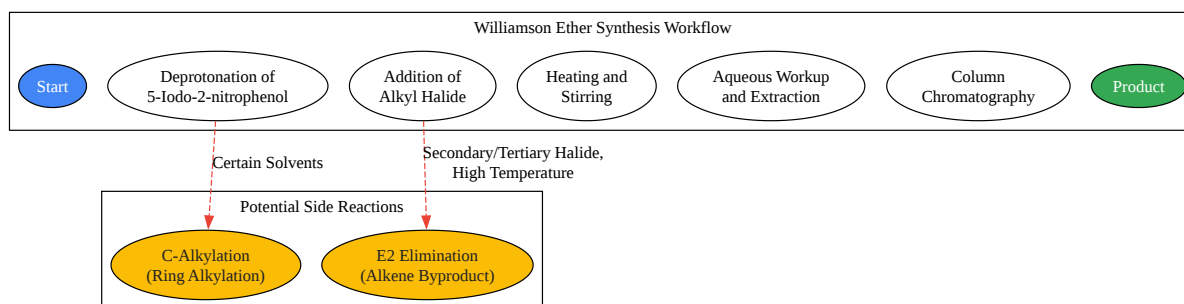 Williamson Ether Synthesis Workflow
Start
Deprotonation of
5-Iodo-2-nitrophenol
Addition of
Alkyl Halide
Heating and
Stirring
Aqueous Workup
and Extraction
Column
Chromatography
Product
Certain Solvents
Secondary/Tertiary Halide,
High Temperature
Potential Side Reactions
C-Alkylation
(Ring Alkylation)
E2 Elimination
(Alkene Byproduct)